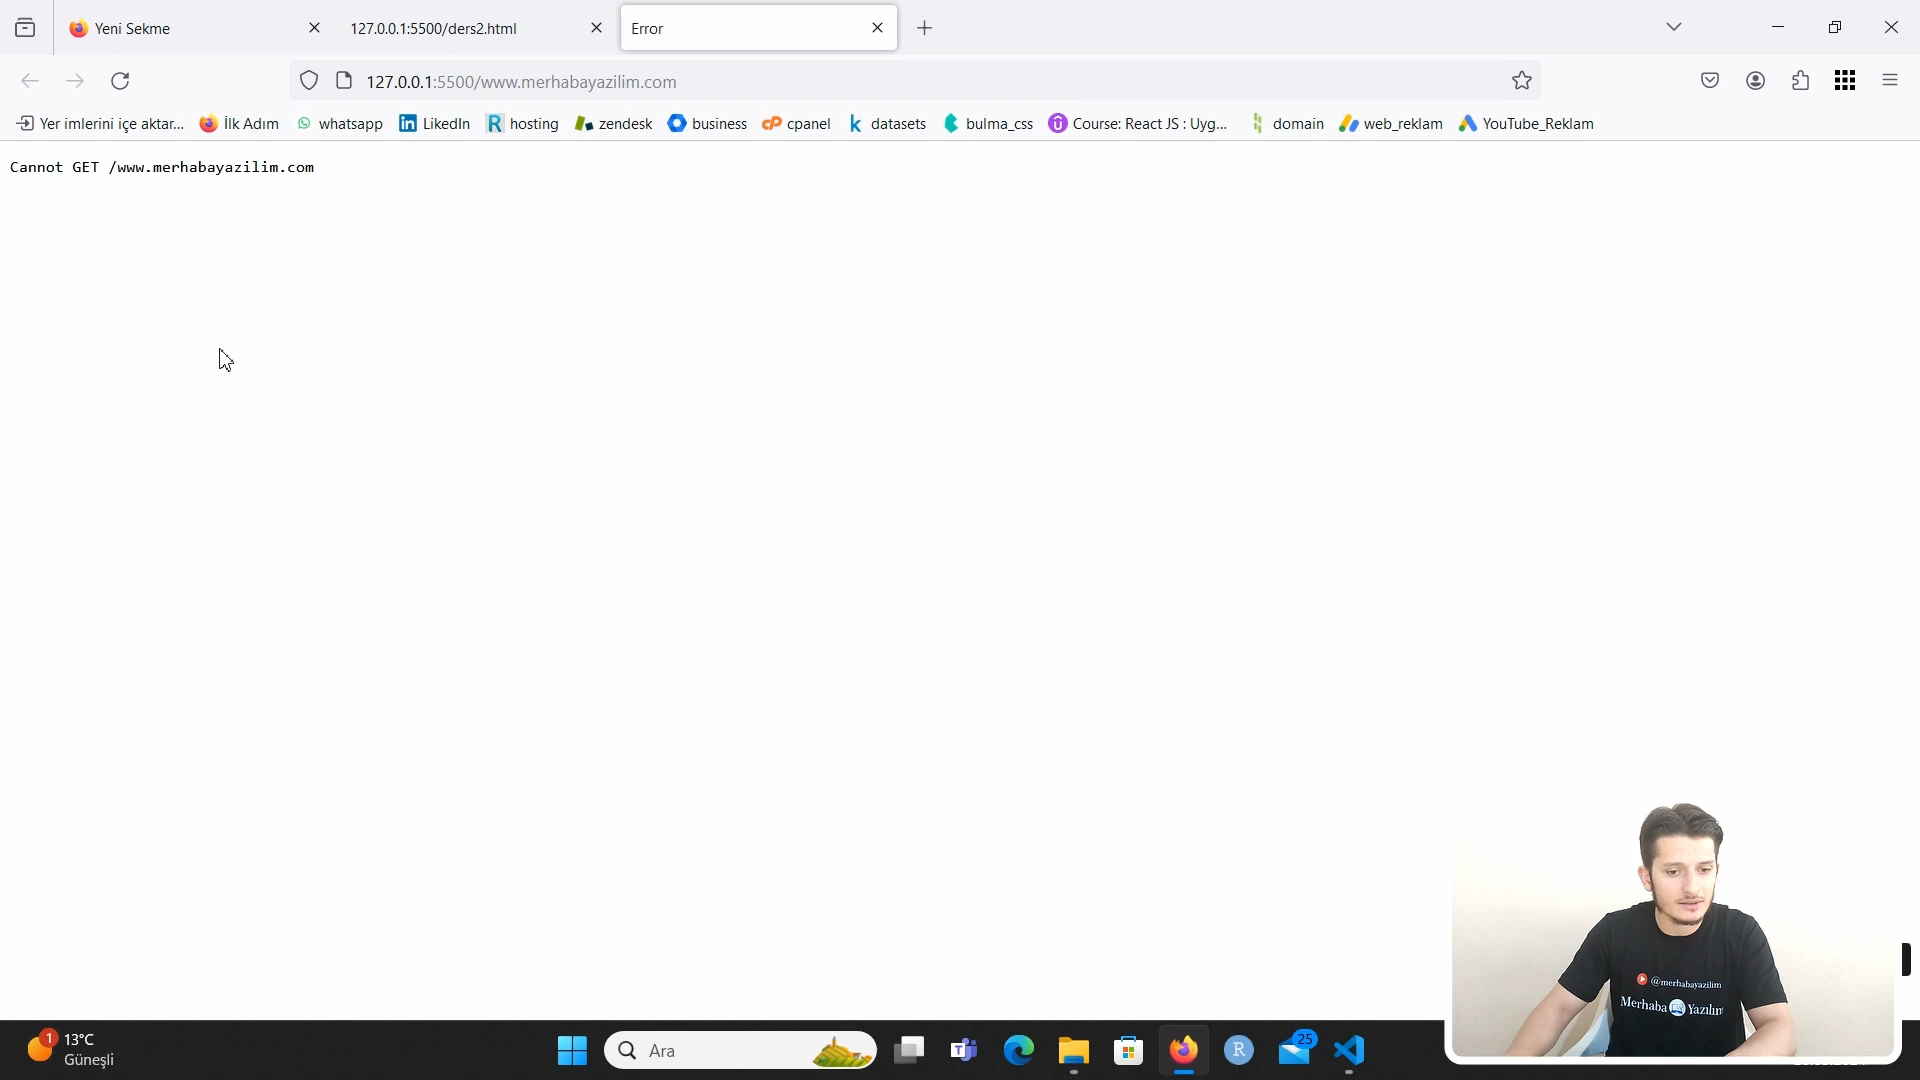 Yeni Sekme
127.0.0.1:5500/ders2.html
Error
127.0.0.1:5500/www.merhabayazilim.com
Yer imlerini içe aktar...
İlk Adım
whatsapp
LikedIn
hosting
zendesk
business
cpanel
datasets
bulma_css
Course: React JS : Uyg...
domain
web_reklam
YouTube_Reklam
Cannot GET /www.merhabayazilim.com
@merhabayazilim
Merhaba Yazılım
1
13°C
Güneşli
Ara
R
25